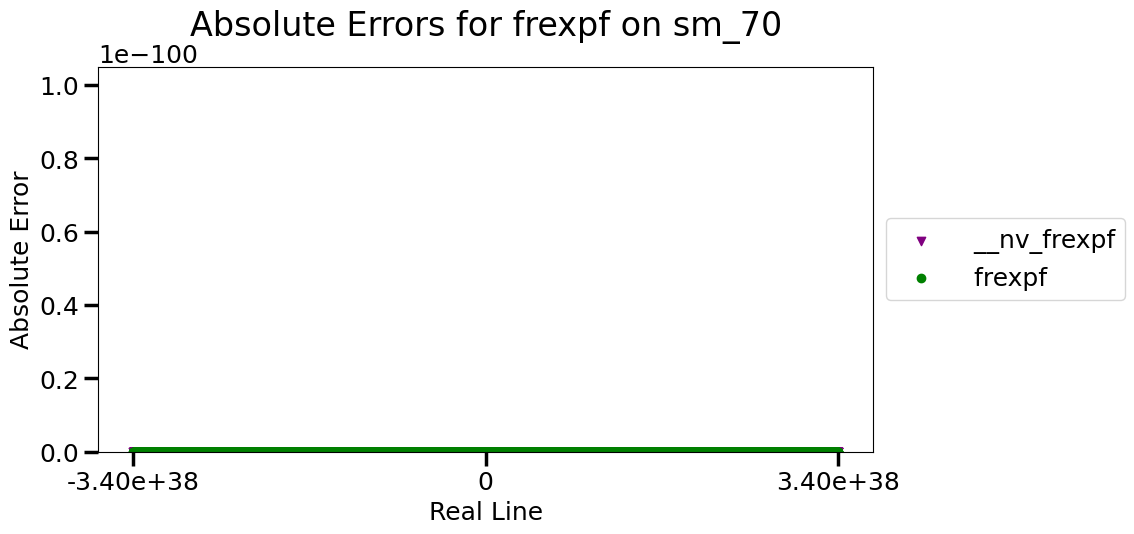 Absolute Errors for frexpf on sm_70
1e−100
1.0
0.8
0.6
0.4
0.2
0.0
Absolute Error
-3.40e+38
0
3.40e+38
Real Line
__nv_frexpf
frexpf